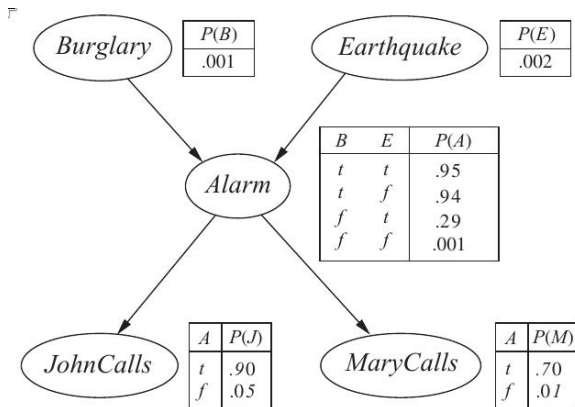 Burglary
P(B)
.001
Earthquake
P(E)
.002
Alarm
B E P(A)
t t .95
t f .94
f t .29
f f .001
JohnCalls
A P(J)
t .90
f .05
MaryCalls
A P(M)
t .70
f .01